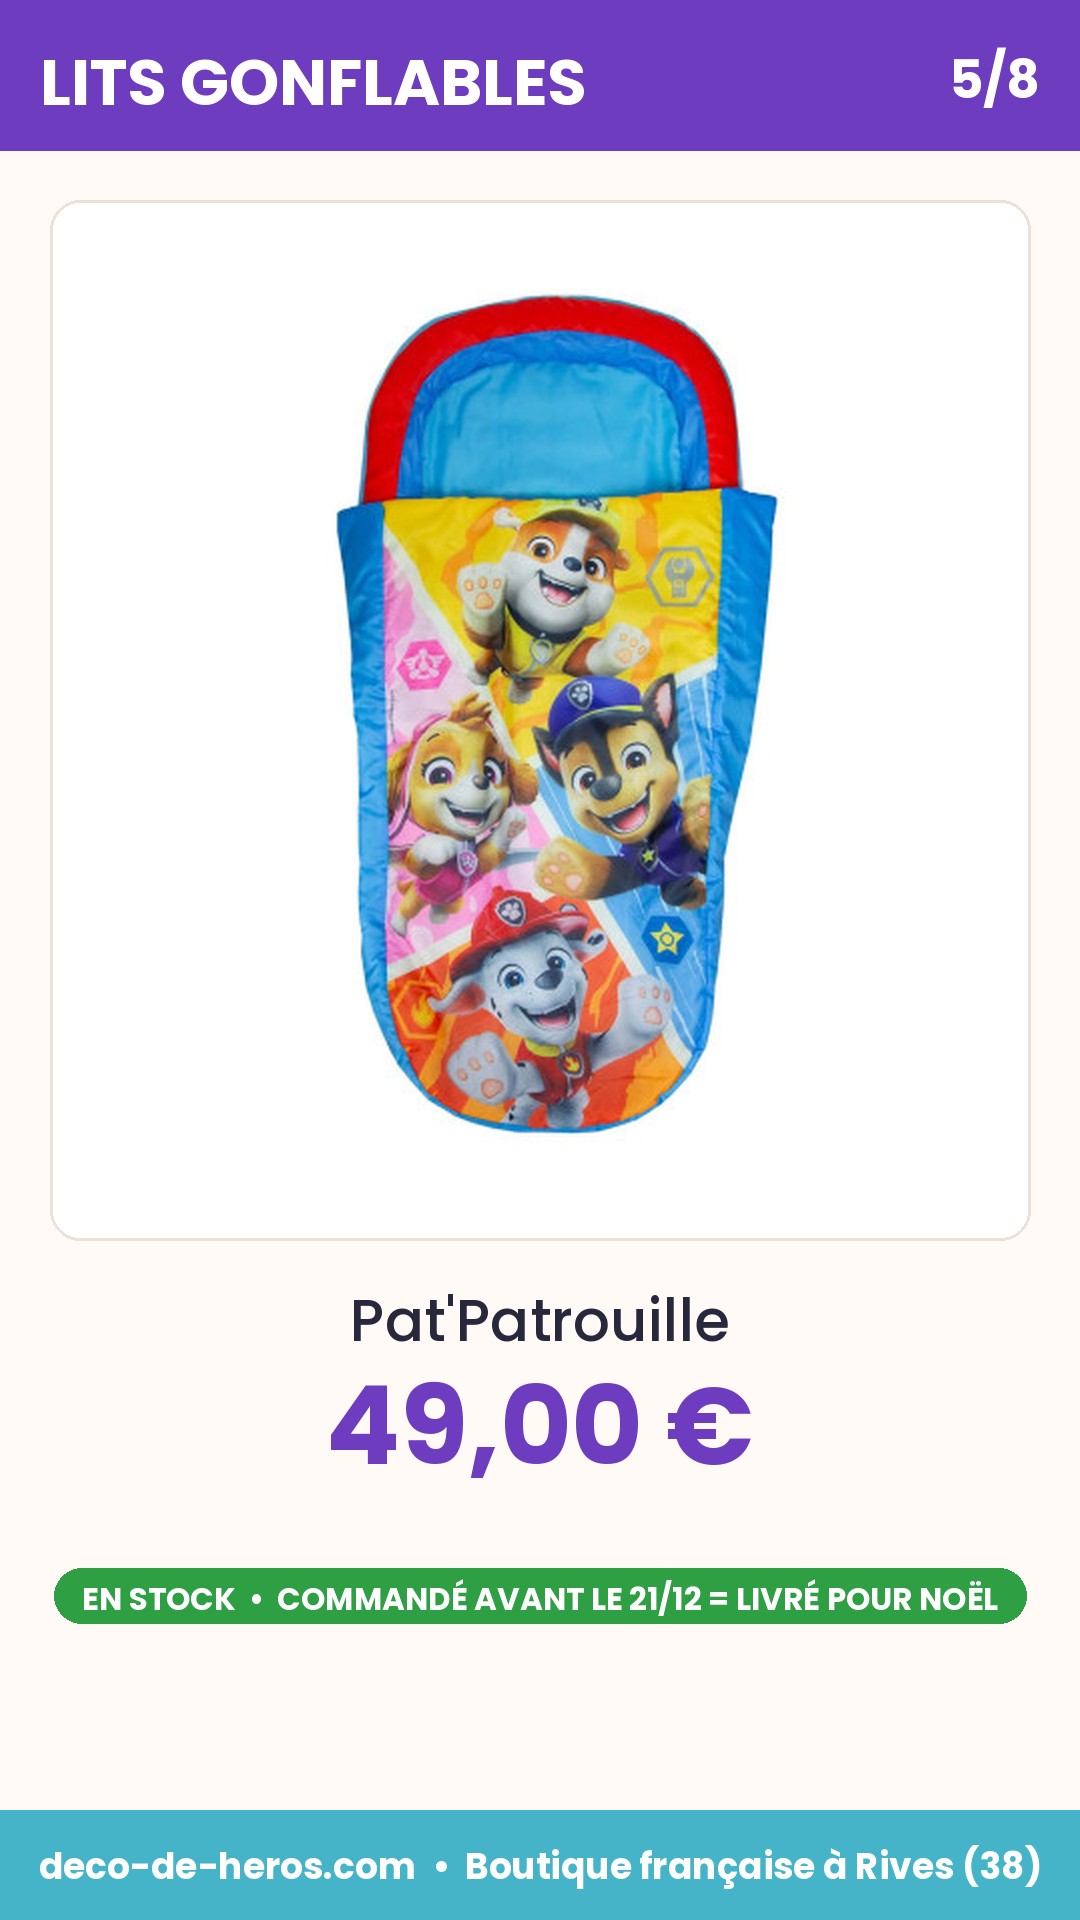 LITS GONFLABLES
5/8
Pat'Patrouille
49,00 €
EN STOCK • COMMANDÉ AVANT LE 21/12 = LIVRÉ POUR NOËL
deco-de-heros.com • Boutique française à Rives (38)